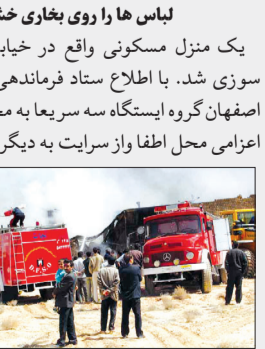 لباس ها را روی بخاری
یک منزل مسکونی واقع در
سوزی شد. با اطلاع ستاد فرماندهی
اصفهان گروه ایستگاه سه سریعا به
اعزامی محل اطفا واز سرایت به دیگر